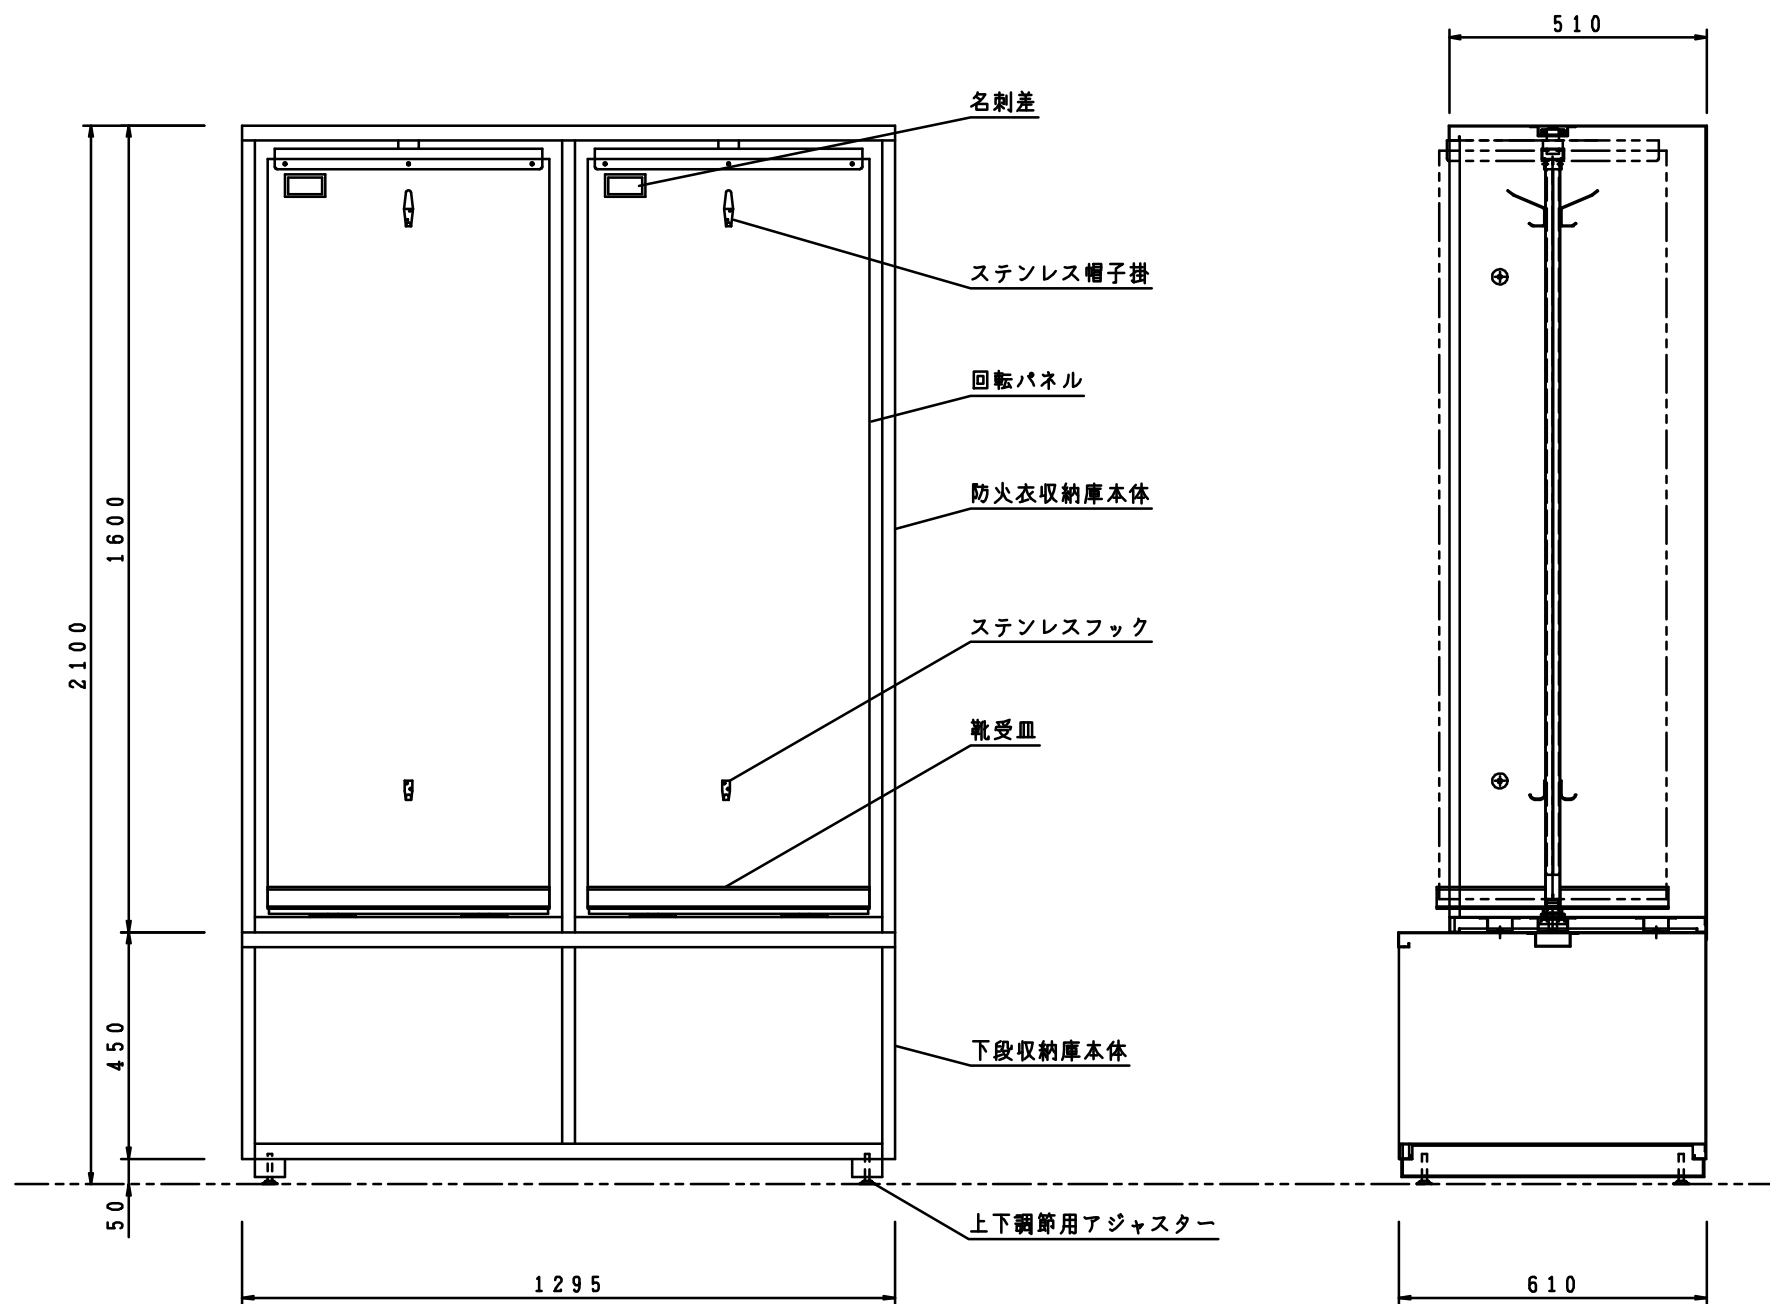 510
名刺差
ステンレス帽子掛
回転パネル
防火衣収納庫本体
1600
ステンレスフック
2100
靴受皿
450
下段収納庫本体
50
上下調節用アジャスター
1295
610